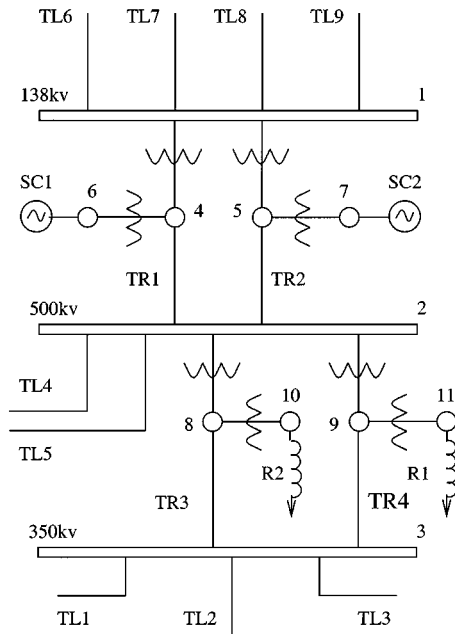 TL6 TL7 TL8 TL9
138kv 1
SC1 6 4 5 7 SC2
TR1 TR2
500kv 2
TL4
TL5
8 10 9 11
R2 R1
TR3 TR4
350kv 3
TL1 TL2 TL3